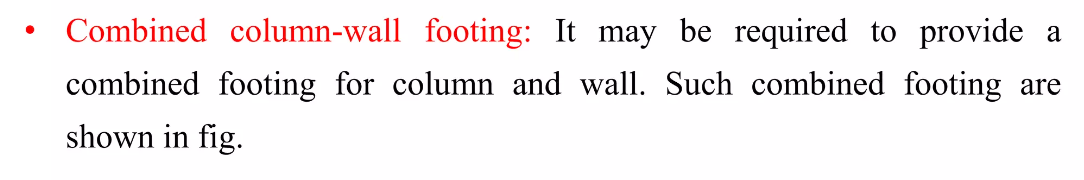 • Combined column-wall footing: It may be required to provide a
combined footing for column and wall. Such combined footing are
shown in fig.